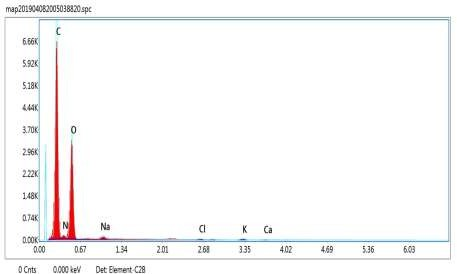 map201904082005038820.spc
6.66K
5.92K
5.18K
4.44K
3.70K
2.96K
2.22K
1.48K
0.74K
0.00K
C
O
N
Na
Cl
K
Ca
0.00 0.67 1.34 2.01 2.68 3.35 4.02 4.69 5.36 6.03
0 Cnts 0.000 keV Det: Element-C2B